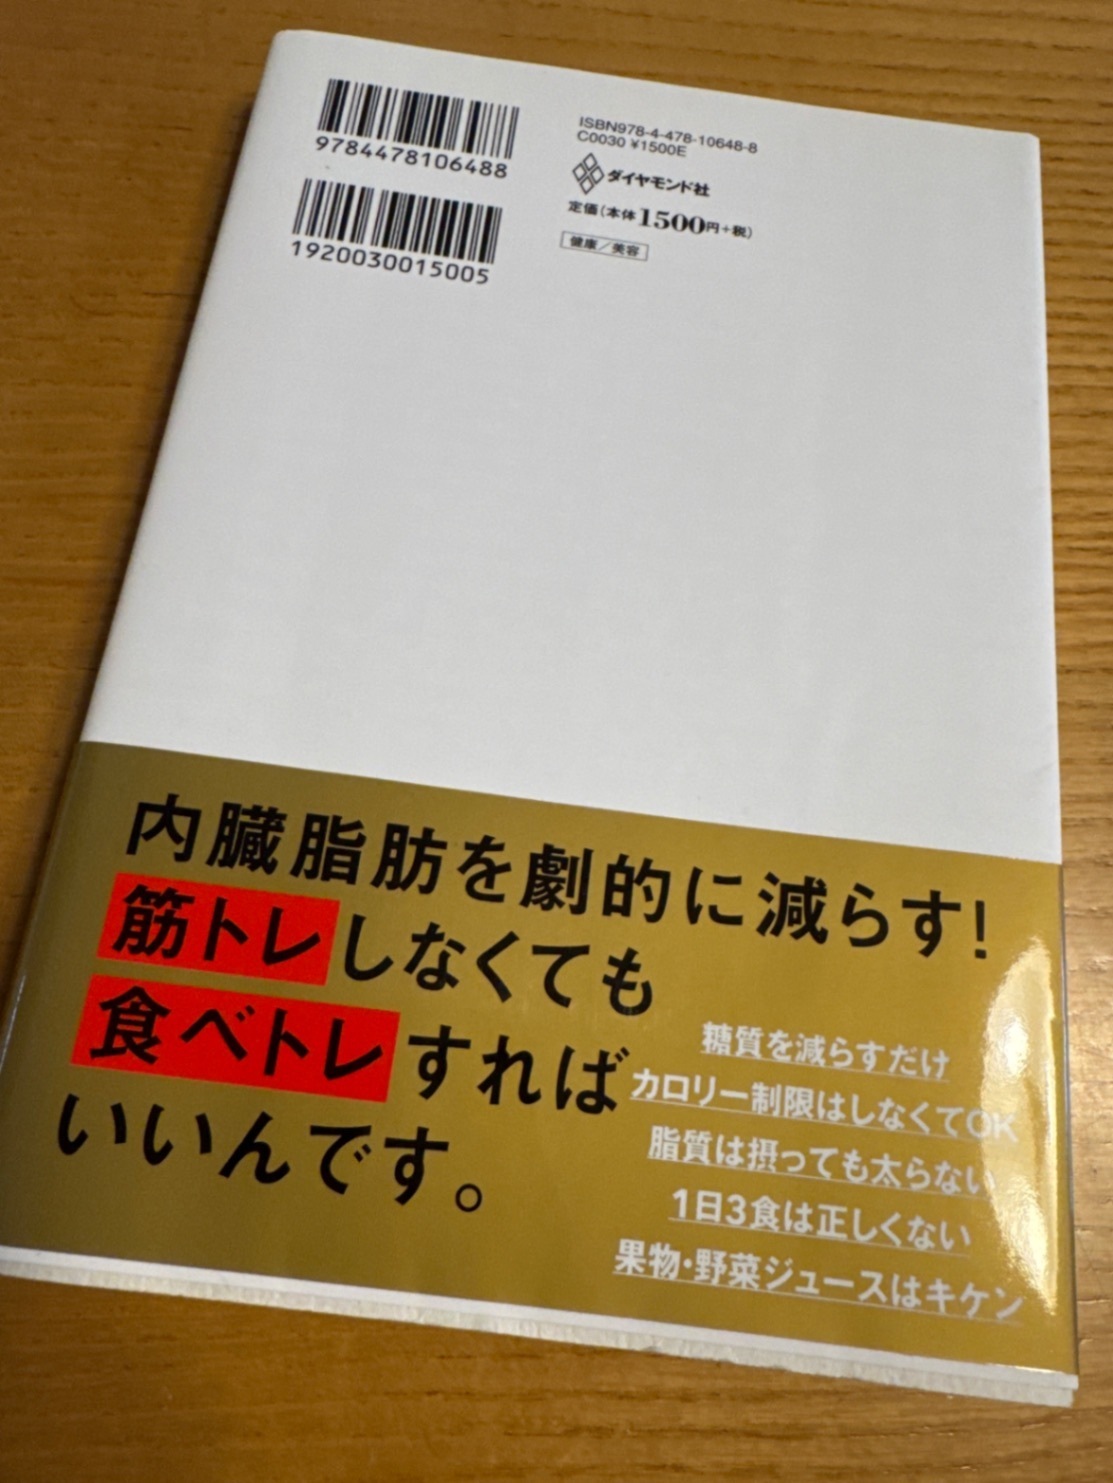 9784478106488
1920030015005
ISBN978-4-478-10648-8
C0030 ¥1500E
ダイヤモンド社
定価(本体1500円+税)
健康/美容
内臓脂肪を劇的に減らす!
筋トレしなくても
食べトレすれば
いいんです。
糖質を減らすだけ
カロリー制限はしなくてOK
脂質は摂っても太らない
1日3食は正しくない
果物・野菜ジュースはキケン